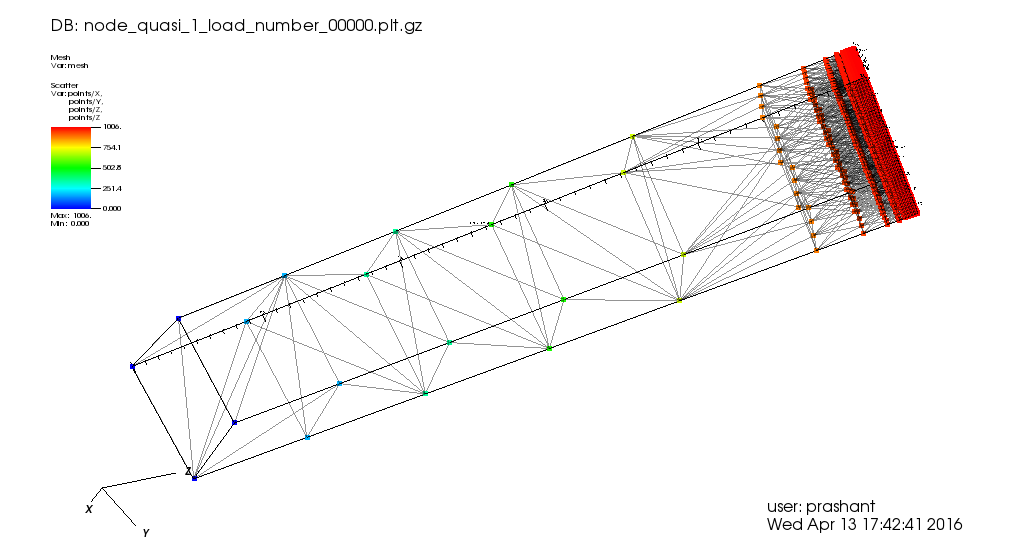 DB: node_quasi_1_load_number_00000.plt.gz
Mesh
Var: mesh
Scatter
Var: points/X,
points/Y,
points/Z,
points/Z
1006.
754.1
502.8
251.4
0.000
Max: 1006.
Min: 0.000
Z
X
Y
user: prashant
Wed Apr 13 17:42:41 2016